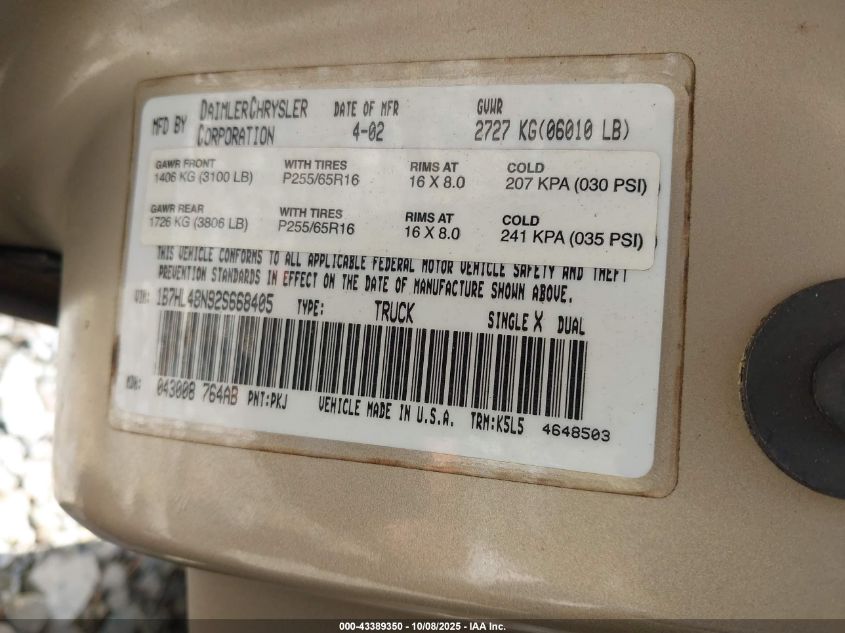 MFD BY DAIMLERCHRYSLER CORPORATION DATE OF MFR 4-02 GVWR 2727 KG(06010 LB)
GAWR FRONT WITH TIRES RIMS AT COLD
1406 KG (3100 LB) P255/65R16 16 X 8.0 207 KPA (030 PSI)
GAWR REAR WITH TIRES RIMS AT COLD
1726 KG (3806 LB) P255/65R16 16 X 8.0 241 KPA (035 PSI)
THIS VEHICLE CONFORMS TO ALL APPLICABLE FEDERAL MOTOR VEHICLE SAFETY AND THEFT
PREVENTION STANDARDS IN EFFECT ON THE DATE OF MANUFACTURE SHOWN ABOVE.
VIN: 1B7HL48N92S668405 TYPE: TRUCK SINGLE X DUAL
MDH: 043008 764AB PNT:PKJ VEHICLE MADE IN U.S.A. TRM:K5L5 4648503
000-43389350 - 10/08/2025 - IAA Inc.